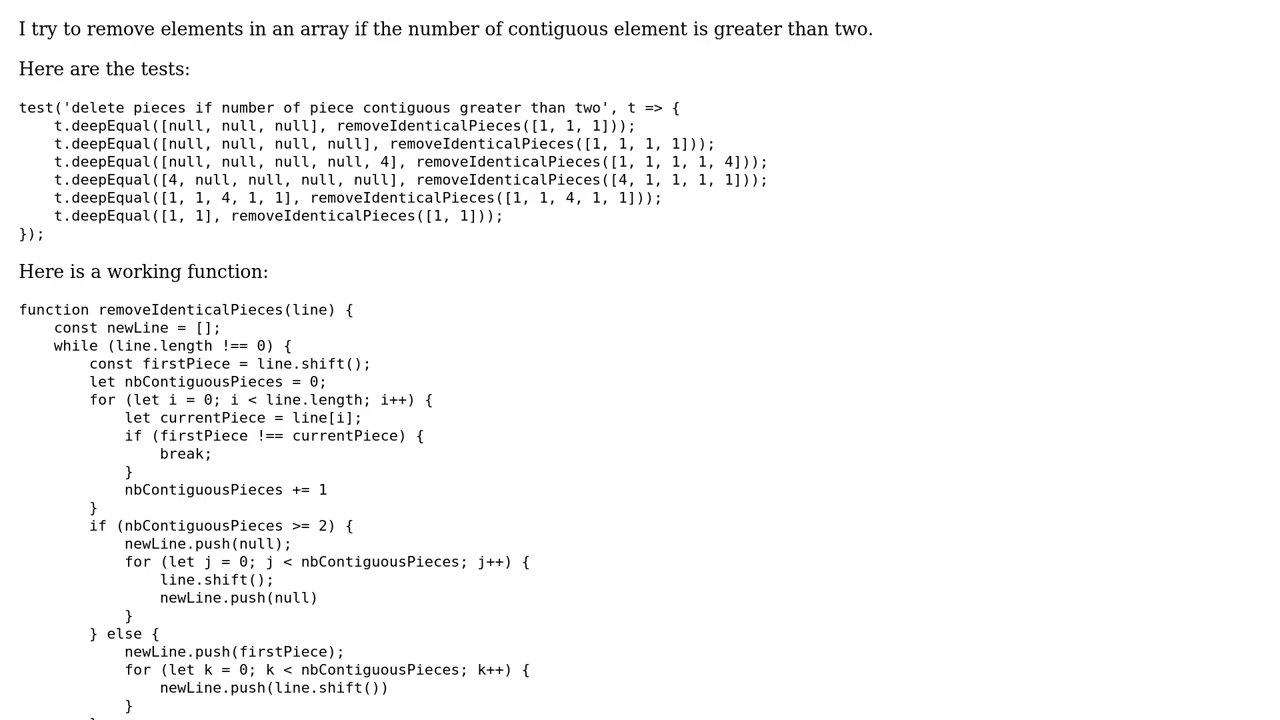 I try to remove elements in an array if the number of contiguous element is greater than two.
Here are the tests:
test('delete pieces if number of piece contiguous greater than two', t => {
    t.deepEqual([null, null, null], removeIdenticalPieces([1, 1, 1]));
    t.deepEqual([null, null, null, null], removeIdenticalPieces([1, 1, 1, 1]));
    t.deepEqual([null, null, null, null, 4], removeIdenticalPieces([1, 1, 1, 1, 4]));
    t.deepEqual([4, null, null, null, null], removeIdenticalPieces([4, 1, 1, 1, 1]));
    t.deepEqual([1, 1, 4, 1, 1], removeIdenticalPieces([1, 1, 4, 1, 1]));
    t.deepEqual([1, 1], removeIdenticalPieces([1, 1]));
});
Here is a working function:
function removeIdenticalPieces(line) {
    const newLine = [];
    while (line.length !== 0) {
        const firstPiece = line.shift();
        let nbContiguousPieces = 0;
        for (let i = 0; i < line.length; i++) {
            let currentPiece = line[i];
            if (firstPiece !== currentPiece) {
                break;
            }
            nbContiguousPieces += 1
        }
        if (nbContiguousPieces >= 2) {
            newLine.push(null);
            for (let j = 0; j < nbContiguousPieces; j++) {
                line.shift();
                newLine.push(null)
            }
        } else {
            newLine.push(firstPiece);
            for (let k = 0; k < nbContiguousPieces; k++) {
                newLine.push(line.shift())
            }